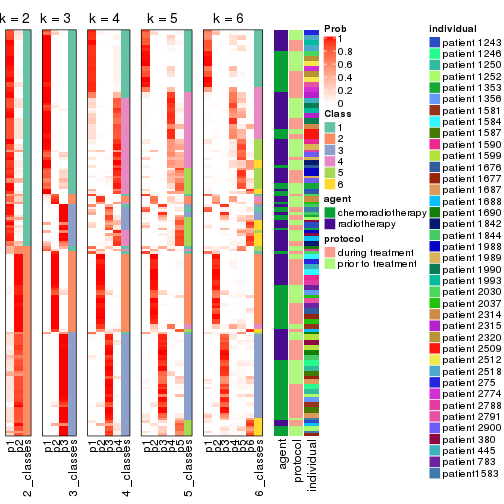 k = 2 k = 3 k = 4 k = 5 k = 6
Prob
1
0.8
0.6
0.4
0.2
0
Class
1
2
3
4
5
6
agent
chemoradiotherapy
radiotherapy
protocol
during treatment
prior to treatment
individual
patient 1243
patient 1246
patient 1250
patient 1252
patient 1353
patient 1356
patient 1581
patient 1584
patient 1587
patient 1590
patient 1599
patient 1676
patient 1677
patient 1687
patient 1688
patient 1690
patient 1842
patient 1844
patient 1988
patient 1989
patient 1990
patient 1993
patient 2030
patient 2037
patient 2314
patient 2315
patient 2320
patient 2509
patient 2512
patient 2518
patient 275
patient 2774
patient 2788
patient 2791
patient 2900
patient 380
patient 445
patient 783
patient1583
p1 p2 2_classes p1 p2 p3 3_classes p1 p2 p3 p4 4_classes p1 p2 p3 p4 p5 5_classes p1 p2 p3 p4 p5 p6 6_classes agent protocol individual